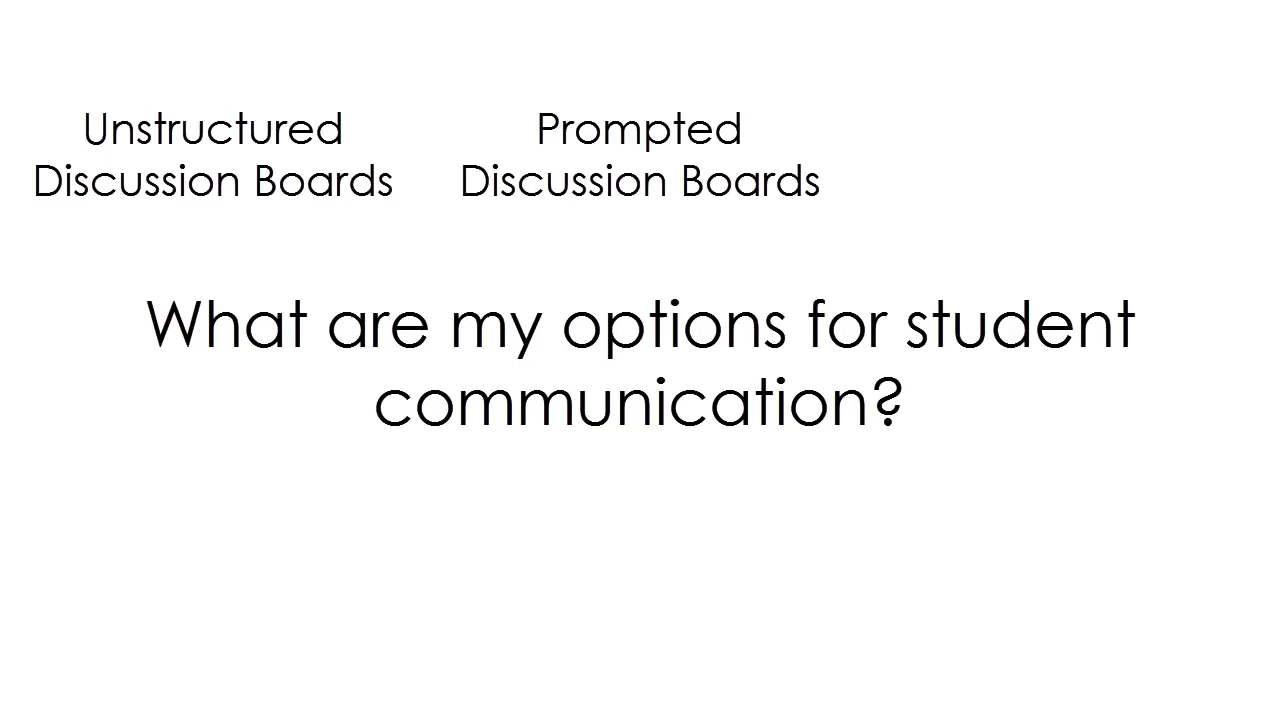 Unstructured
Discussion Boards
Prompted
Discussion Boards
What are my options for student
communication?